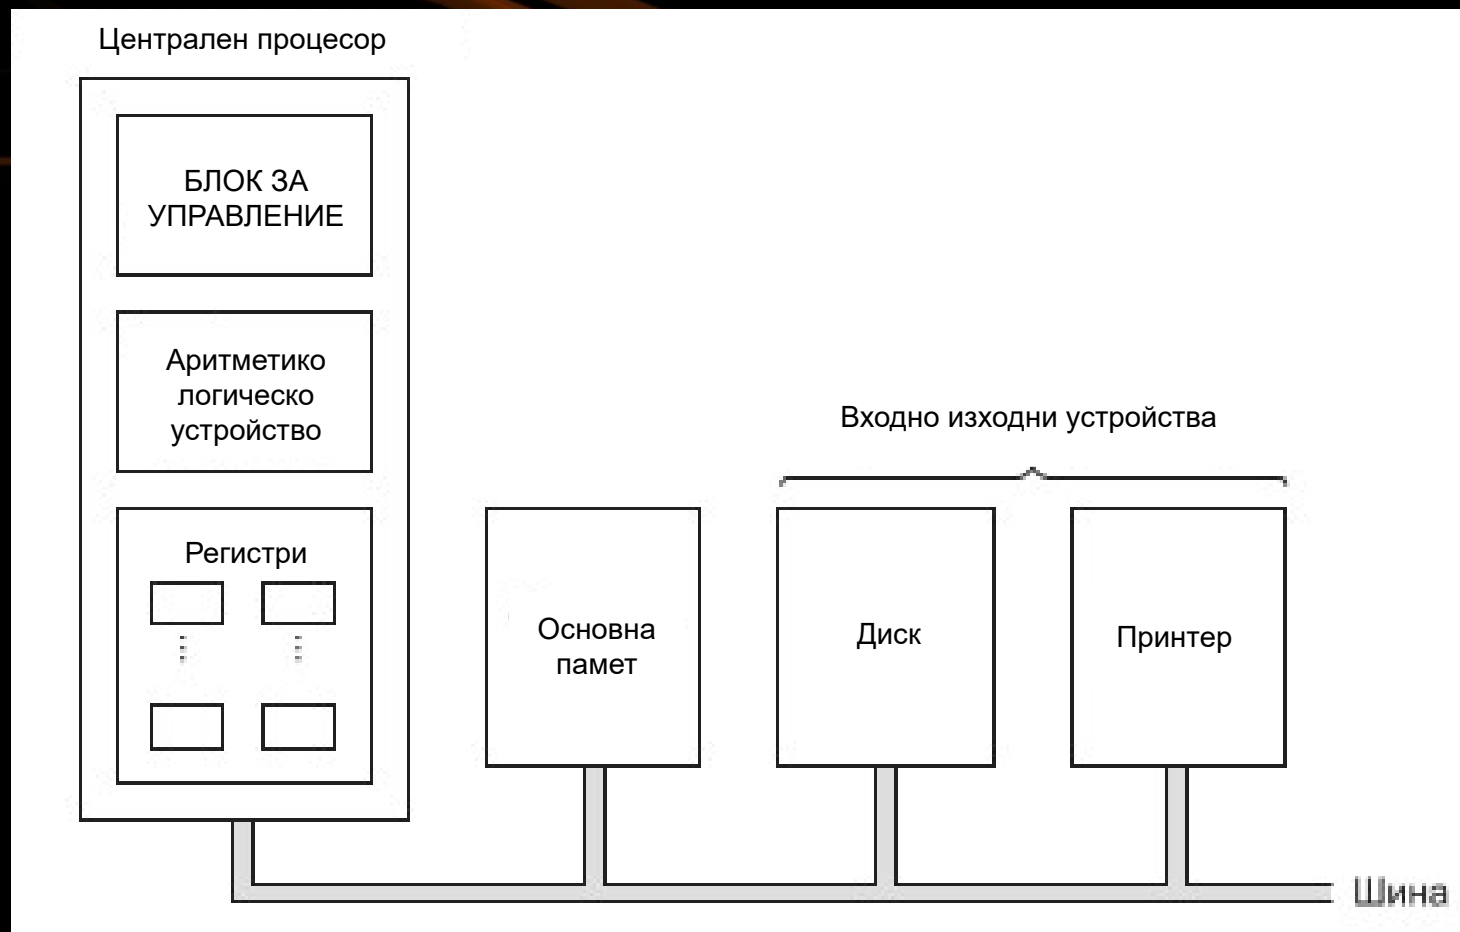 Централен процесор
БЛОК ЗА
УПРАВЛЕНИЕ
Аритметико
логическо
устройство
Регистри
Основна
памет
Входно изходни устройства
Диск
Принтер
Шина